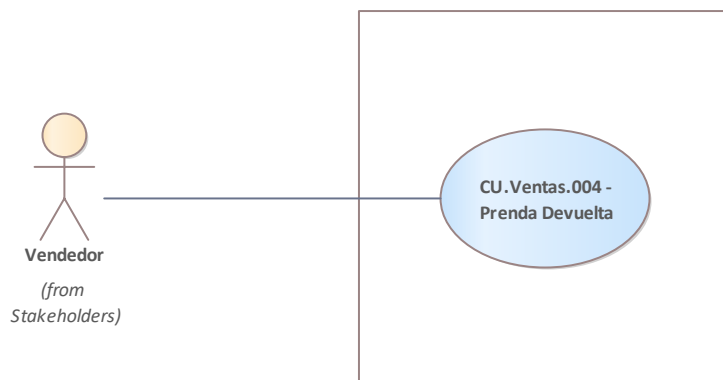 Vendedor
(from
Stakeholders)
CU.Ventas.004 -
Prenda Devuelta